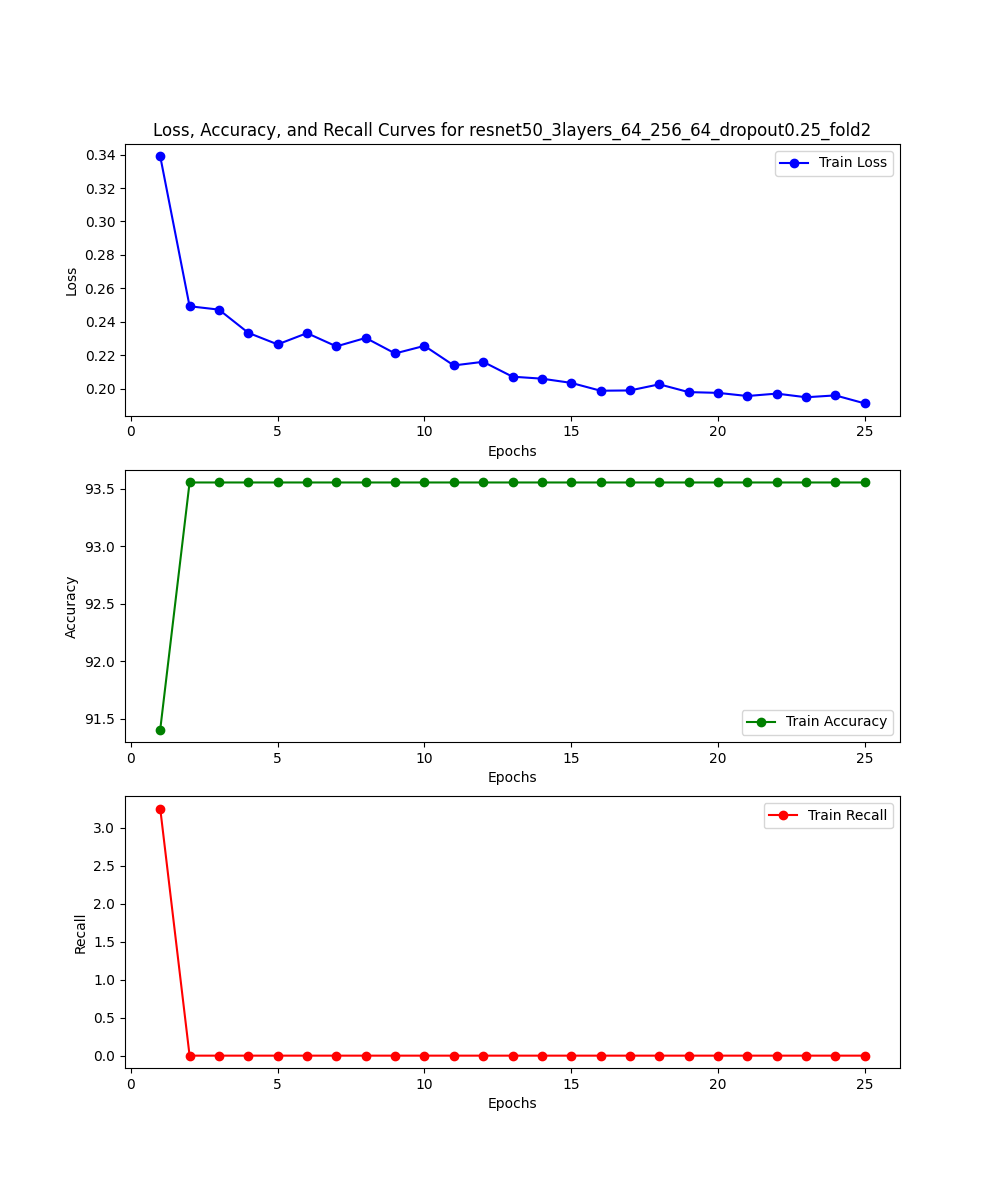 Loss, Accuracy, and Recall Curves for resnet50_3layers_64_256_64_dropout0.25_fold2
Train Loss
0.34
0.32
0.30
0.28
0.26
0.24
0.22
0.20
Loss
0 5 10 15 20 25
Epochs
93.5
93.0
92.5
92.0
91.5
Accuracy
Train Accuracy
0 5 10 15 20 25
Epochs
Train Recall
3.0
2.5
2.0
1.5
1.0
0.5
0.0
Recall
0 5 10 15 20 25
Epochs